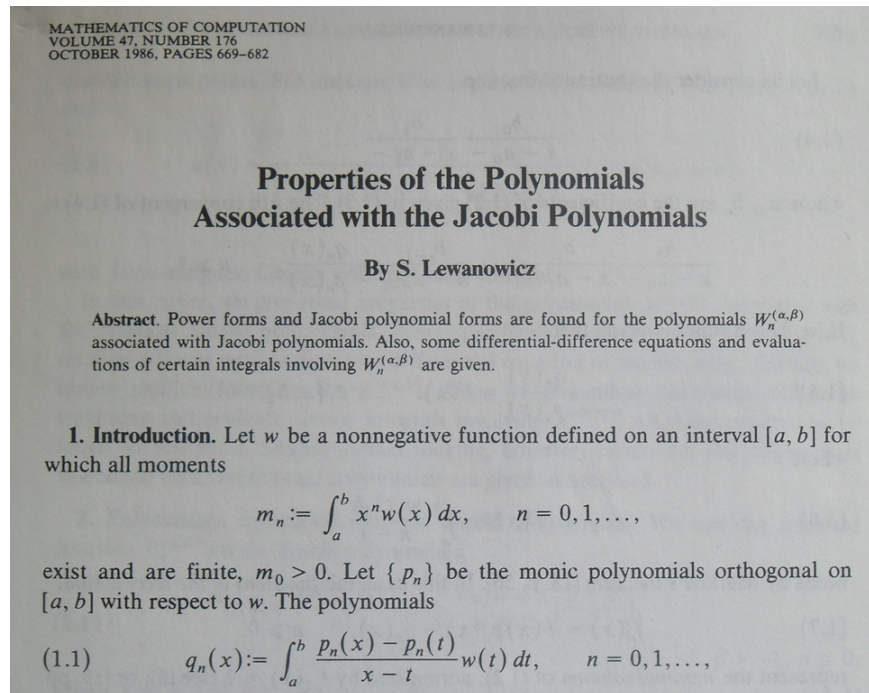 MATHEMATICS OF COMPUTATION
VOLUME 47, NUMBER 176
OCTOBER 1986, PAGES 669–682
Properties of the Polynomials
Associated with the Jacobi Polynomials
By S. Lewanowicz
Abstract. Power forms and Jacobi polynomial forms are found for the polynomials W_n^{(α,β)}
associated with Jacobi polynomials. Also, some differential-difference equations and evalua-
tions of certain integrals involving W_n^{(α,β)} are given.
1. Introduction. Let w be a nonnegative function defined on an interval [a, b] for
which all moments
m_n := ∫_a^b x^n w(x) dx,  n = 0, 1, ...,
exist and are finite, m_0 > 0. Let {p_n} be the monic polynomials orthogonal on
[a, b] with respect to w. The polynomials
(1.1)  q_n(x) := ∫_a^b \frac{p_n(x) − p_n(t)}{x − t} w(t) dt,  n = 0, 1, ...,